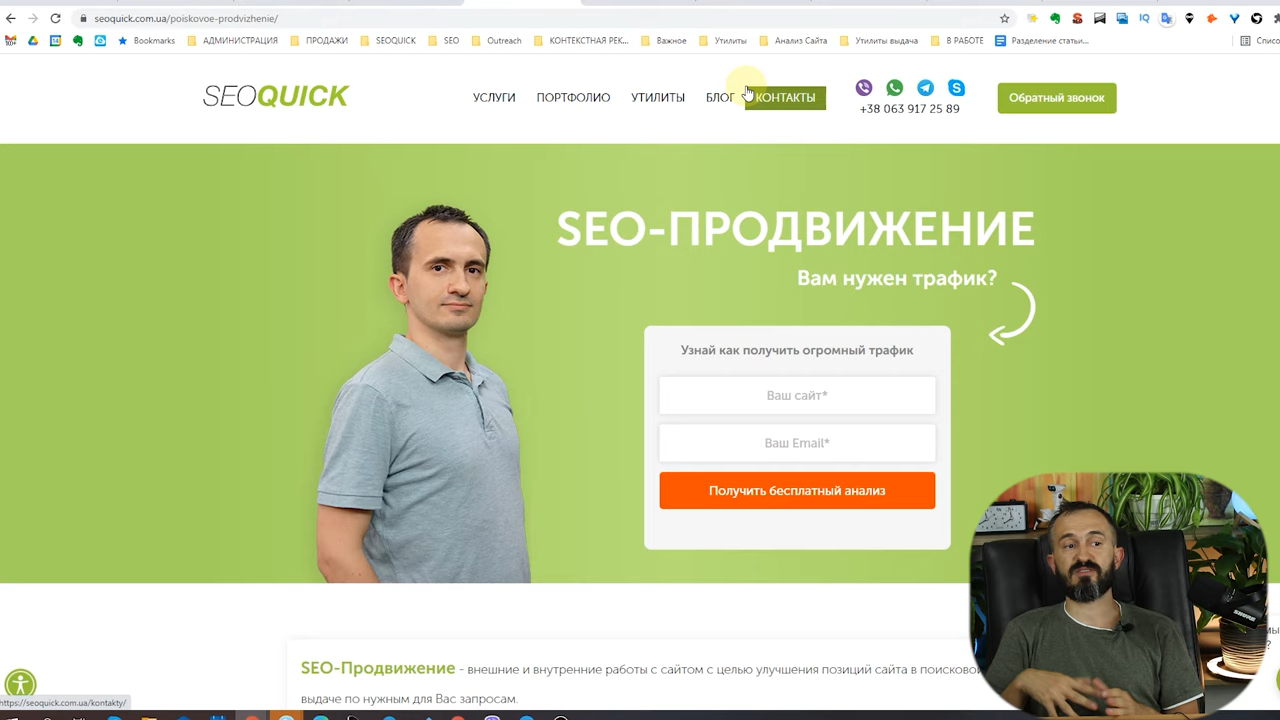 seoquick.com.ua/poiskovoe-prodvizhenie/
Bookmarks АДМИНИСТРАЦИЯ ПРОДАЖИ SEOQUICK SEO Outreach КОНТЕКСТНАЯ РЕК... Важное Утилиты Анализ Сайта Утилиты выдача В РАБОТЕ Разделение статьи... Списо
SEOQUICK
УСЛУГИ ПОРТФОЛИО УТИЛИТЫ БЛОГ КОНТАКТЫ
+38 063 917 25 89
Обратный звонок
SEO-ПРОДВИЖЕНИЕ
Вам нужен трафик?
Узнай как получить огромный трафик
Ваш сайт*
Ваш Email*
Получить бесплатный анализ
SEO-Продвижение - внешние и внутренние работы с сайтом с целью улучшения позиций сайта в поисковой
выдаче по нужным для Вас запросам.
https://seoquick.com.ua/kontakty/